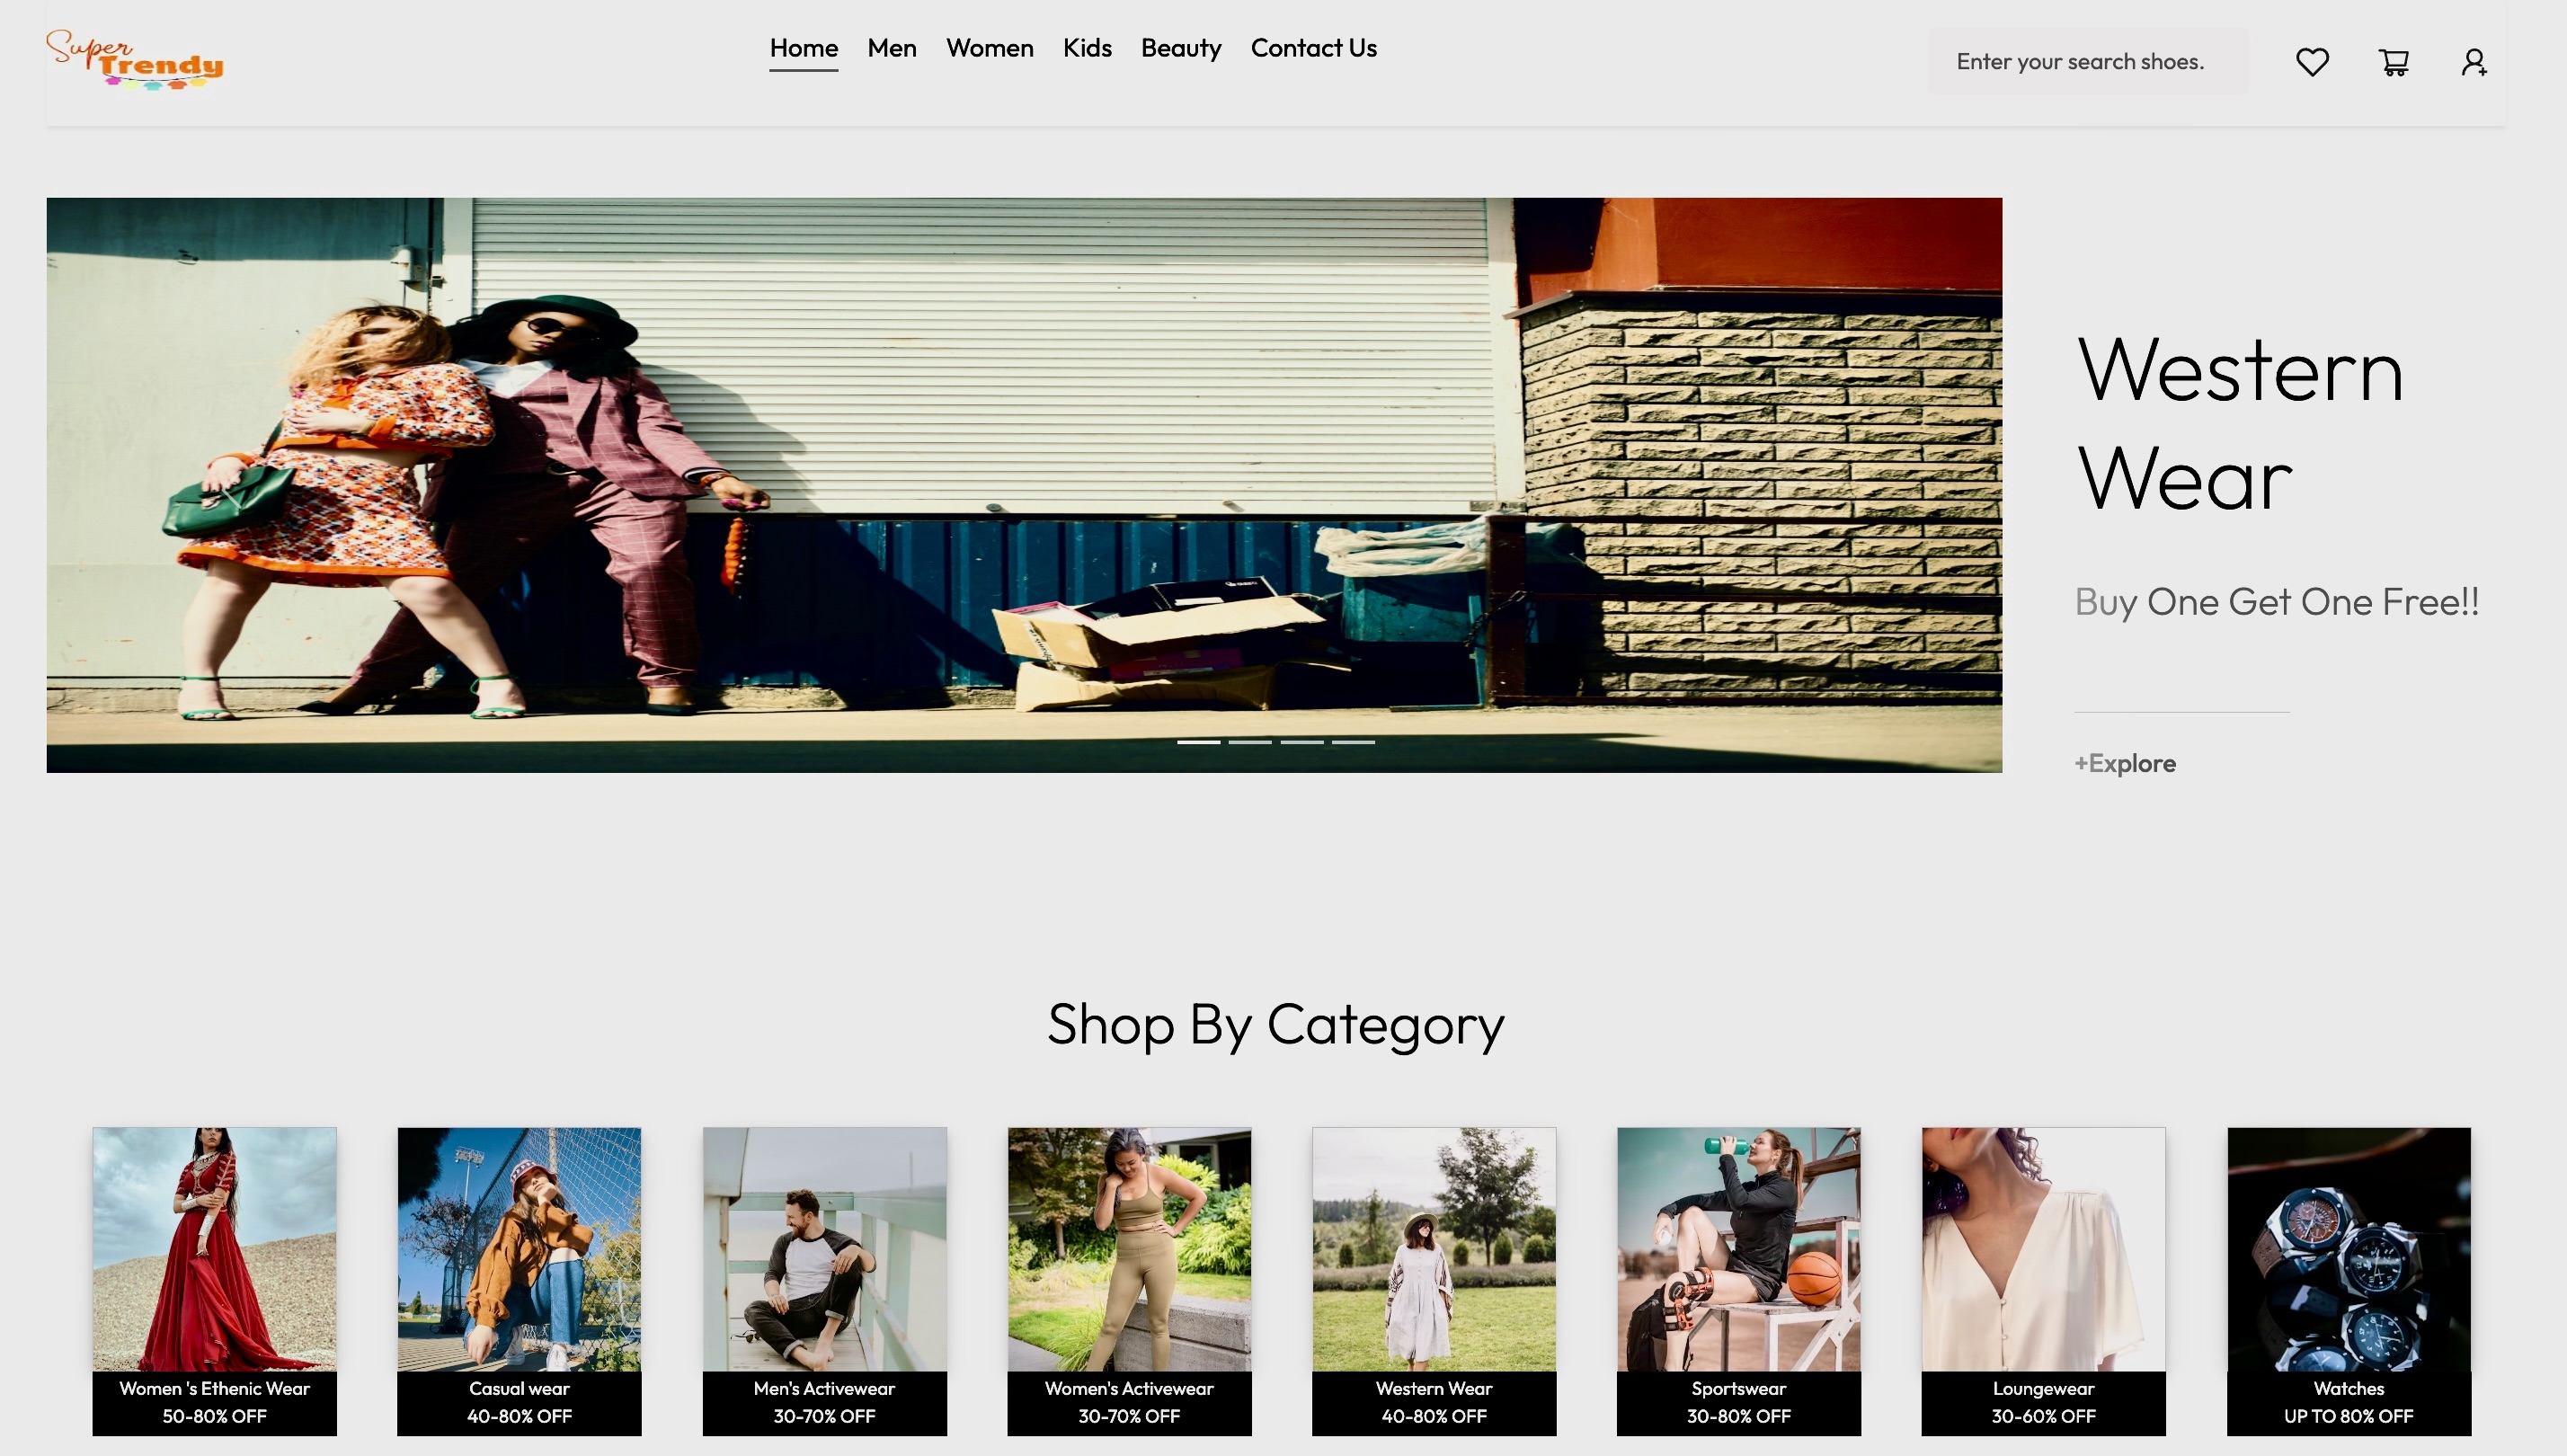 Super
Trendy
Home Men Women Kids Beauty Contact Us
Enter your search shoes.
Western
Wear
Buy One Get One Free!!
+Explore
Shop By Category
Women 's Ethenic Wear
50-80% OFF
Casual wear
40-80% OFF
Men's Activewear
30-70% OFF
Women's Activewear
30-70% OFF
Western Wear
40-80% OFF
Sportswear
30-80% OFF
Loungewear
30-60% OFF
Watches
UP TO 80% OFF